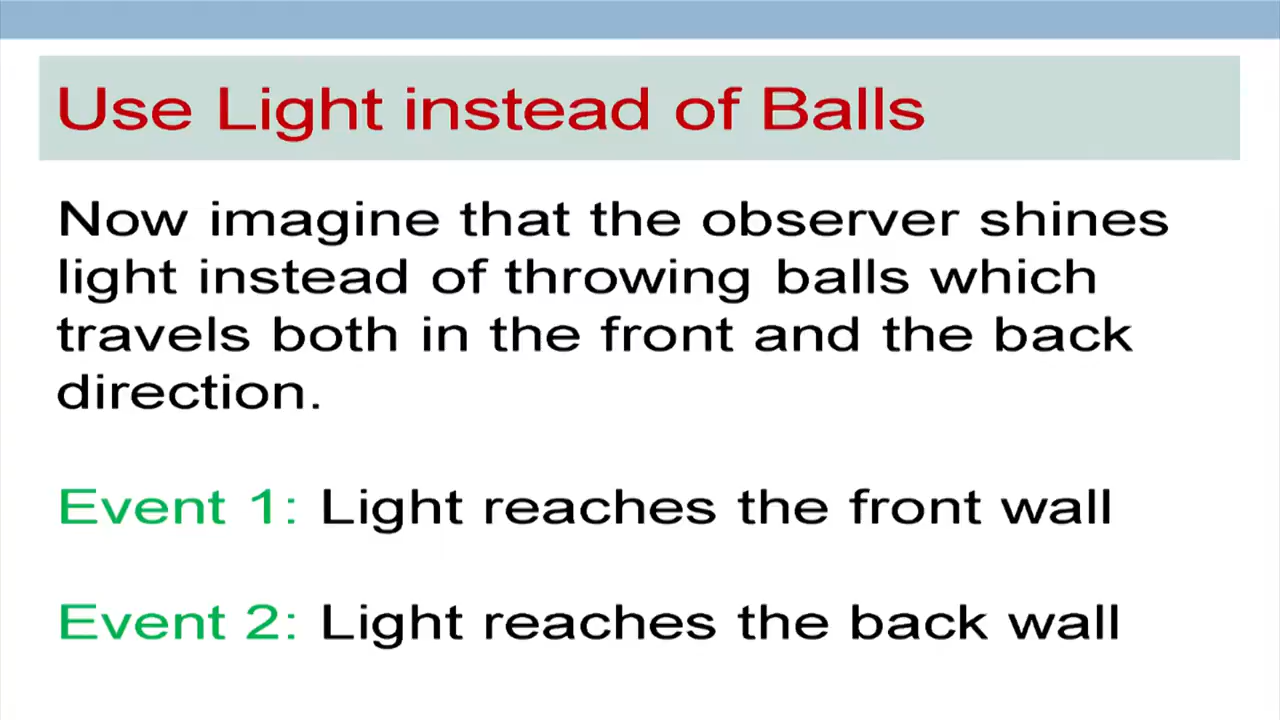 Use Light instead of Balls
Now imagine that the observer shines
light instead of throwing balls which
travels both in the front and the back
direction.
Event 1: Light reaches the front wall
Event 2: Light reaches the back wall